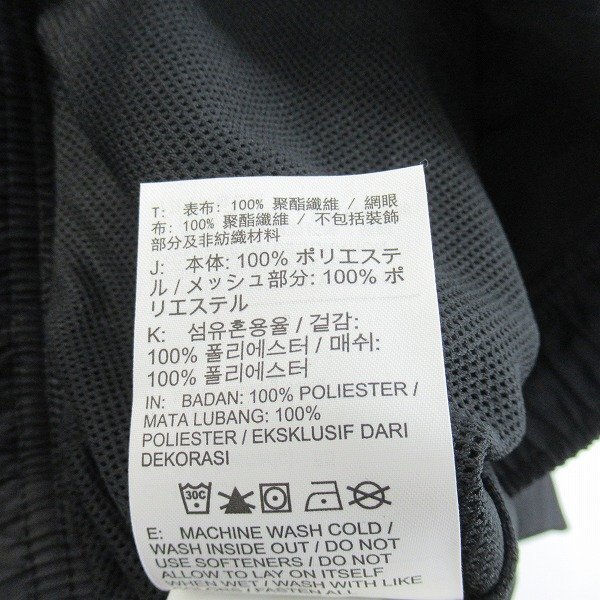 T: 表布: 100% 聚酯纖維 / 網眼
布: 100% 聚酯纖維 / 不包括裝飾
部分及非紡織材料
J: 本体: 100% ポリエステ
ル / メッシュ部分: 100% ポ
リエステル
K: 섬유혼용율 / 겉감:
100% 폴리에스터 / 매쉬:
100% 폴리에스터
IN: BADAN: 100% POLIESTER /
MATA LUBANG: 100%
POLIESTER / EKSKLUSIF DARI
DEKORASI
30C
E: MACHINE WASH COLD /
WASH INSIDE OUT / DO NOT
USE SOFTENERS / DO NOT
ALLOW TO LAY ON ITSELF
WHEN WET / WASH WITH LIKE
/ FASTEN ALL